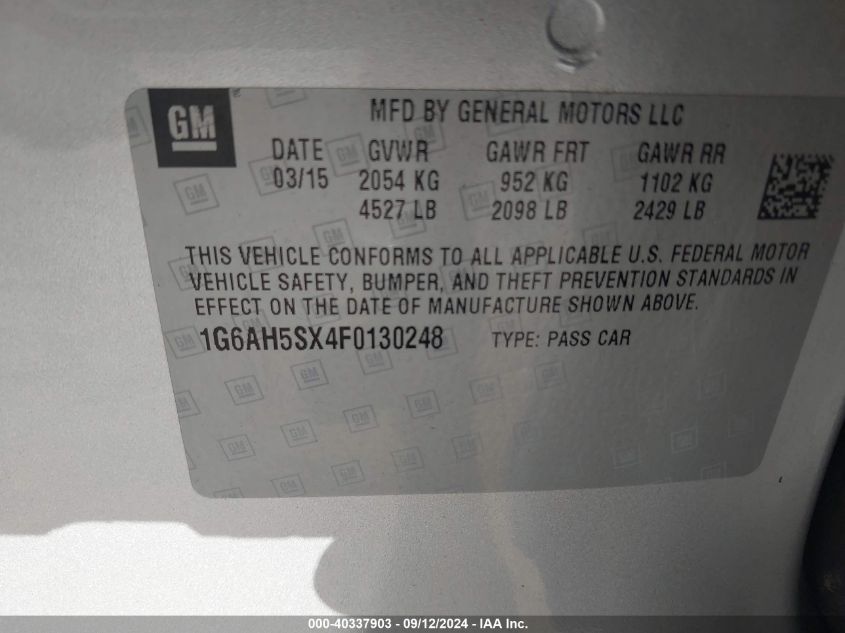 GM
MFD BY GENERAL MOTORS LLC
DATE GVWR GAWR FRT GAWR RR
03/15 2054 KG 952 KG 1102 KG
4527 LB 2098 LB 2429 LB
THIS VEHICLE CONFORMS TO ALL APPLICABLE U.S. FEDERAL MOTOR
VEHICLE SAFETY, BUMPER, AND THEFT PREVENTION STANDARDS IN
EFFECT ON THE DATE OF MANUFACTURE SHOWN ABOVE.
1G6AH5SX4F0130248 TYPE: PASS CAR
000-40337903 - 09/12/2024 - IAA Inc.